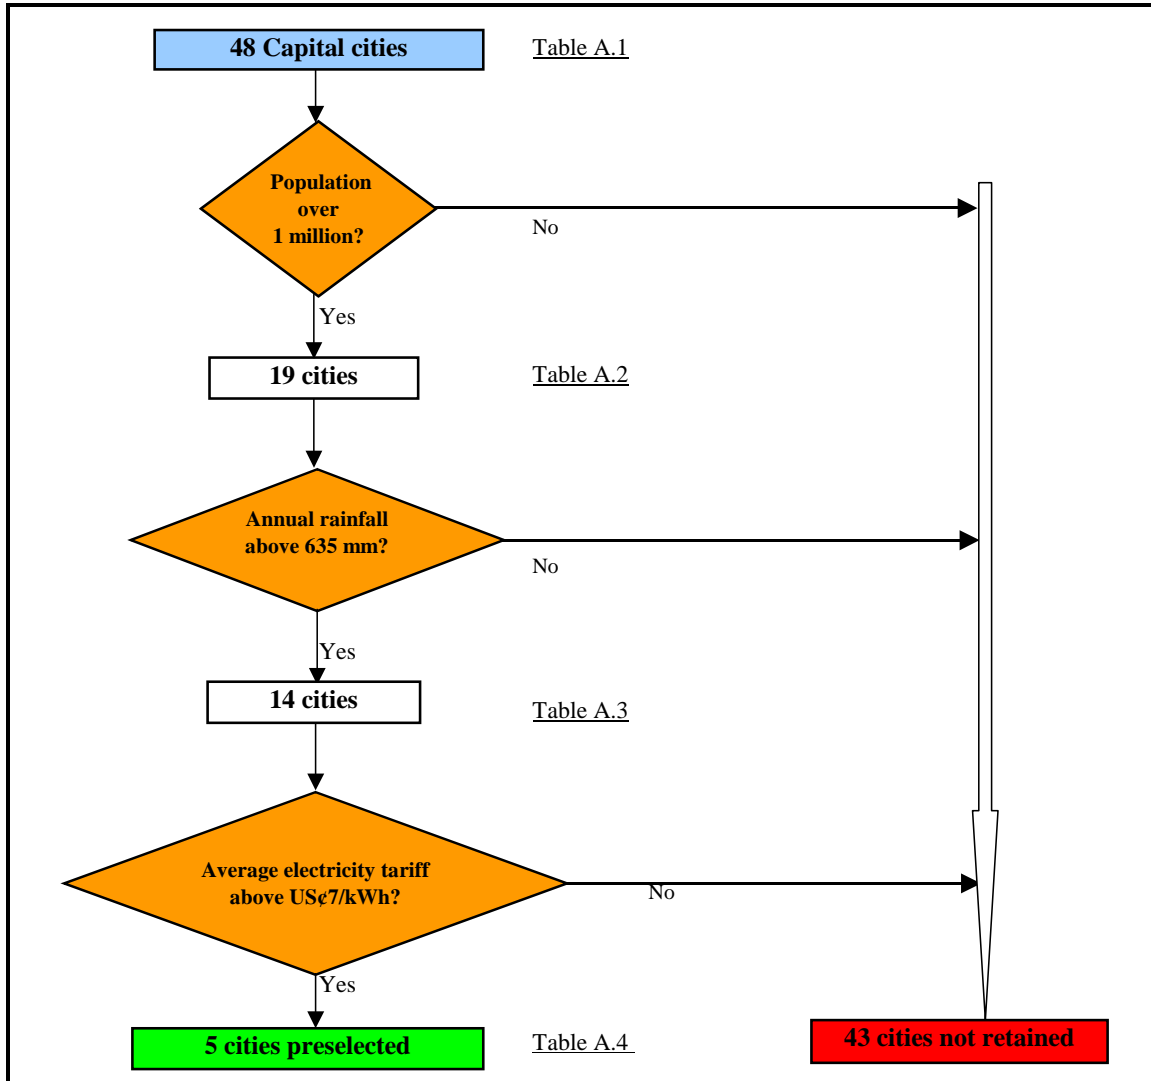 48 Capital cities
Table A.1
Population
over
1 million?
No
Yes
19 cities
Table A.2
Annual rainfall
above 635 mm?
No
Yes
14 cities
Table A.3
Average electricity tariff
above US¢7/kWh?
No
Yes
5 cities preselected
Table A.4
43 cities not retained